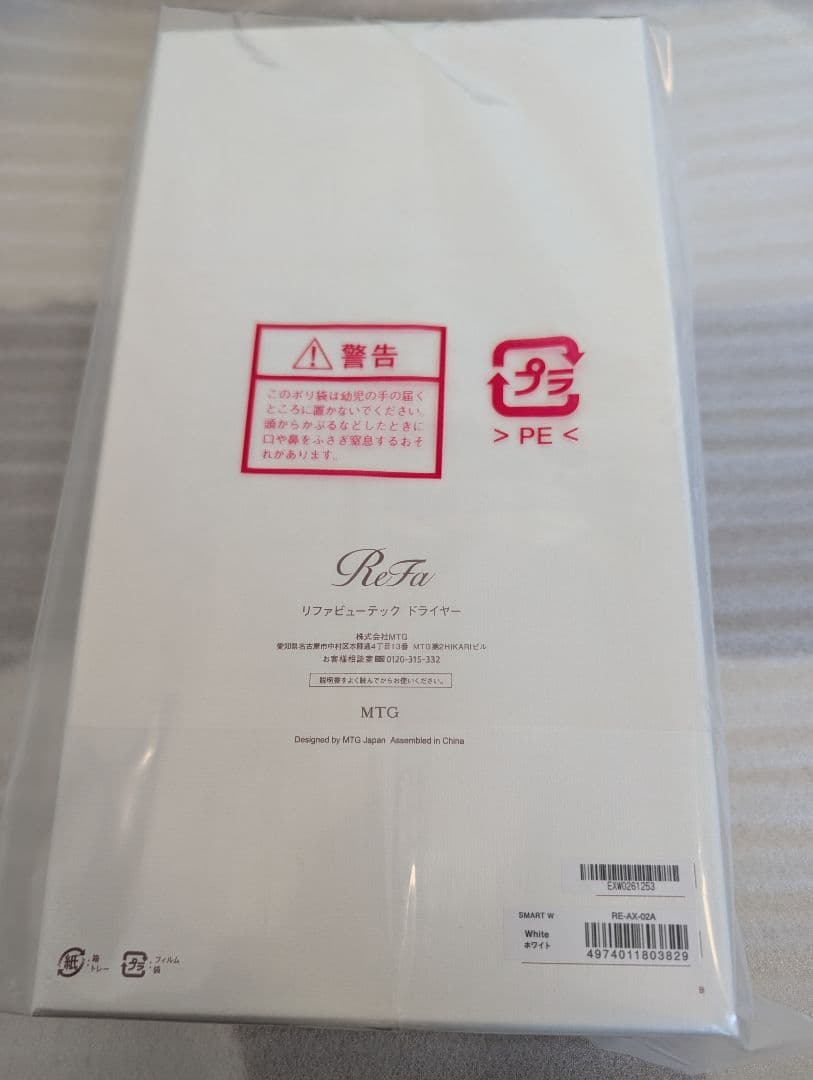 警告
このポリ袋は幼児の手の届く
ところに置かないでください。
頭からかぶるなどしたときに
口や鼻をふさぎ窒息するおそ
れがあります。
プラ
> PE <
ReFa
リファビューテック ドライヤー
株式会社MTG
愛知県名古屋市中村区本陣通4丁目13番 MTG第2HIKARIビル
お客様相談室 0120-315-332
説明書をよく読んでからお使いください。
MTG
Designed by MTG Japan Assembled in China
EXW0261253
SMART W RE-AX-02A
White
ホワイト
4974011803829
紙 :箱
トレー
プラ :フィルム
袋